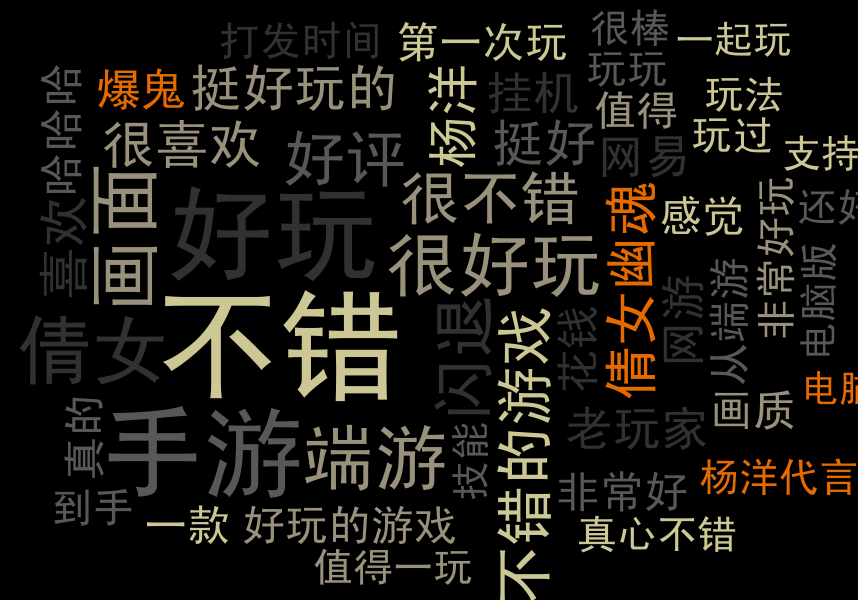 打发时间
第一次玩
很棒
一起玩
哈哈哈
爆鬼
挺好玩的
杨洋
挂机
玩玩
值得
玩法
很喜欢
好评
挺好
网易
玩过
支持
喜欢
画面
好玩
很不错
倩女幽魂
感觉
非常好玩
还好
很好玩
倩女
不错
闪退
不错的游戏
花钱
网游
从端游
电脑版
真的
手游
端游
技能
老玩家
画质
电脑
到手
一款
好玩的游戏
非常好
杨洋代言
值得一玩
真心不错